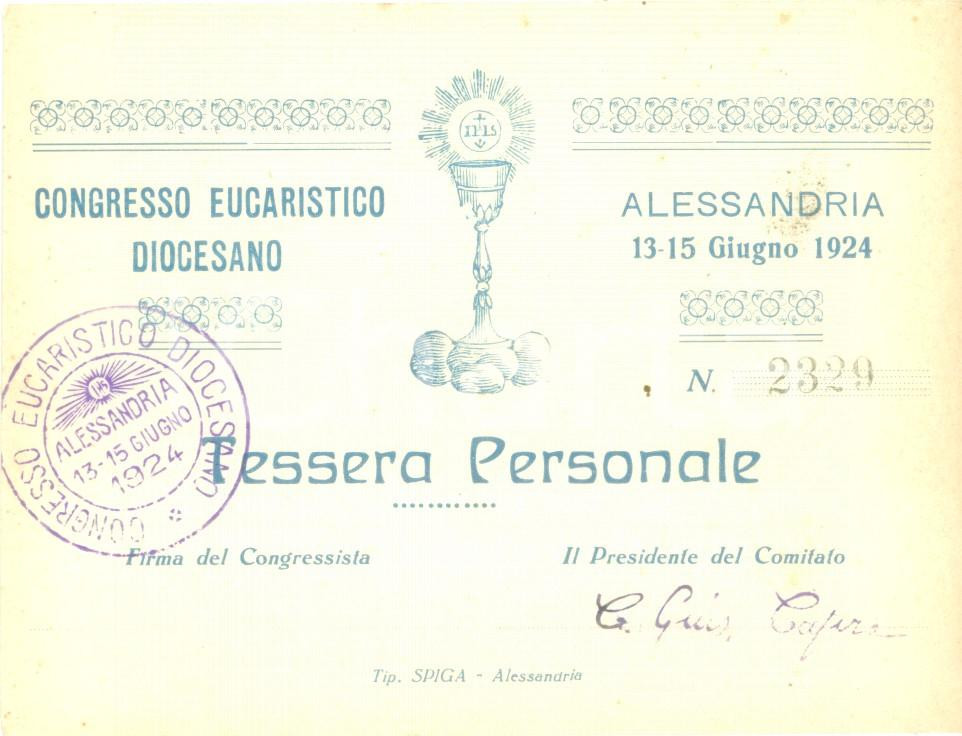 IHS
CONGRESSO EUCARISTICO
DIOCESANO
ALESSANDRIA
13-15 Giugno 1924
N. 2329
CONGRESSO EUCARISTICO DIOCESANO
IHS
ALESSANDRIA
13-15 GIUGNO
1924
Tessera Personale
Firma del Congressista
Il Presidente del Comitato
Tip. SPIGA - Alessandria